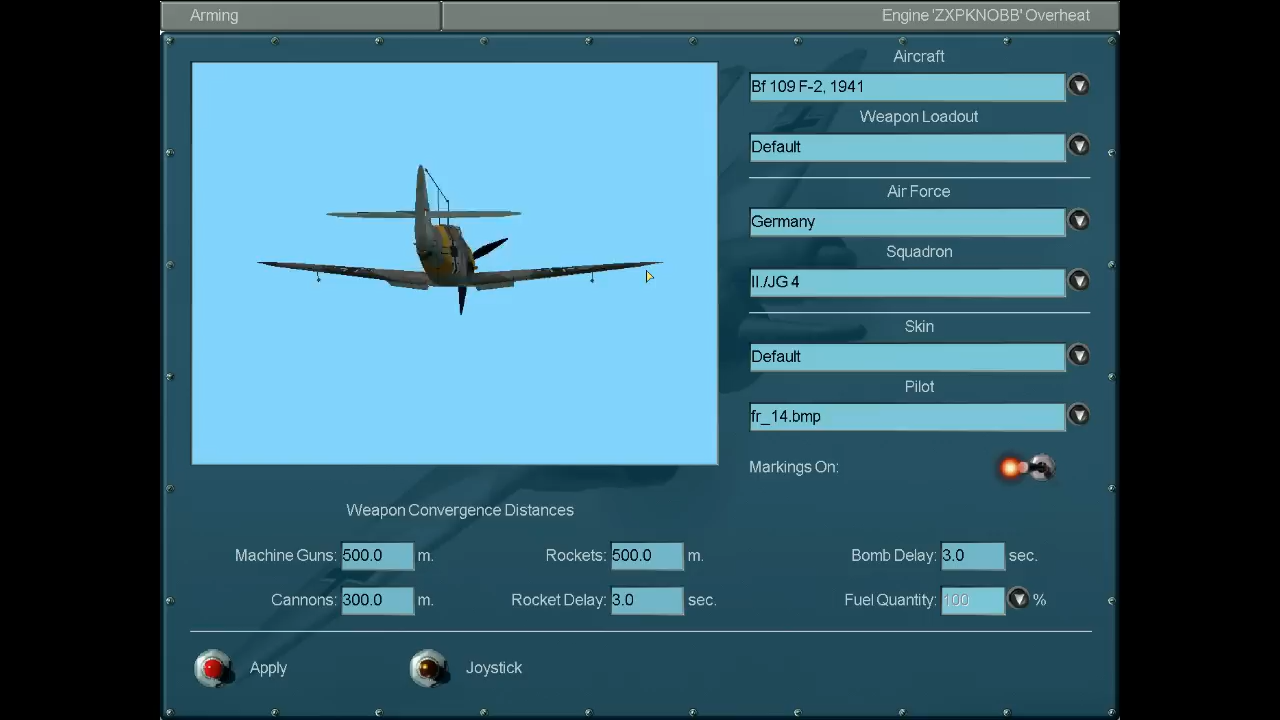 Arming
Engine 'ZXPKNOBB' Overheat
Aircraft
Bf 109 F-2, 1941
Weapon Loadout
Default
Air Force
Germany
Squadron
II./JG 4
Skin
Default
Pilot
fr_14.bmp
Markings On:
Weapon Convergence Distances
Machine Guns: 500.0 m. Rockets: 500.0 m. Bomb Delay: 3.0 sec.
Cannons: 300.0 m. Rocket Delay: 3.0 sec. Fuel Quantity: 100 %
Apply Joystick